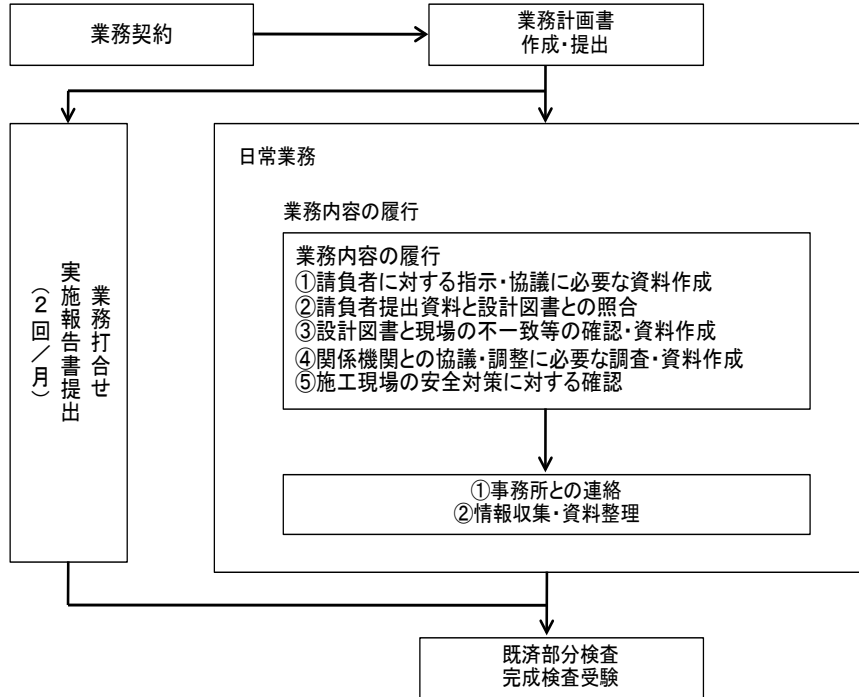 業務契約
業務計画書
作成・提出
日常業務
業務内容の履行
業務内容の履行
①請負者に対する指示・協議に必要な資料作成
②請負者提出資料と設計図書との照合
③設計図書と現場の不一致等の確認・資料作成
④関係機関との協議・調整に必要な調査・資料作成
⑤施工現場の安全対策に対する確認
業務打合せ
実施報告書提出
（２回／月）
①事務所との連絡
②情報収集・資料整理
既済部分検査
完成検査受験